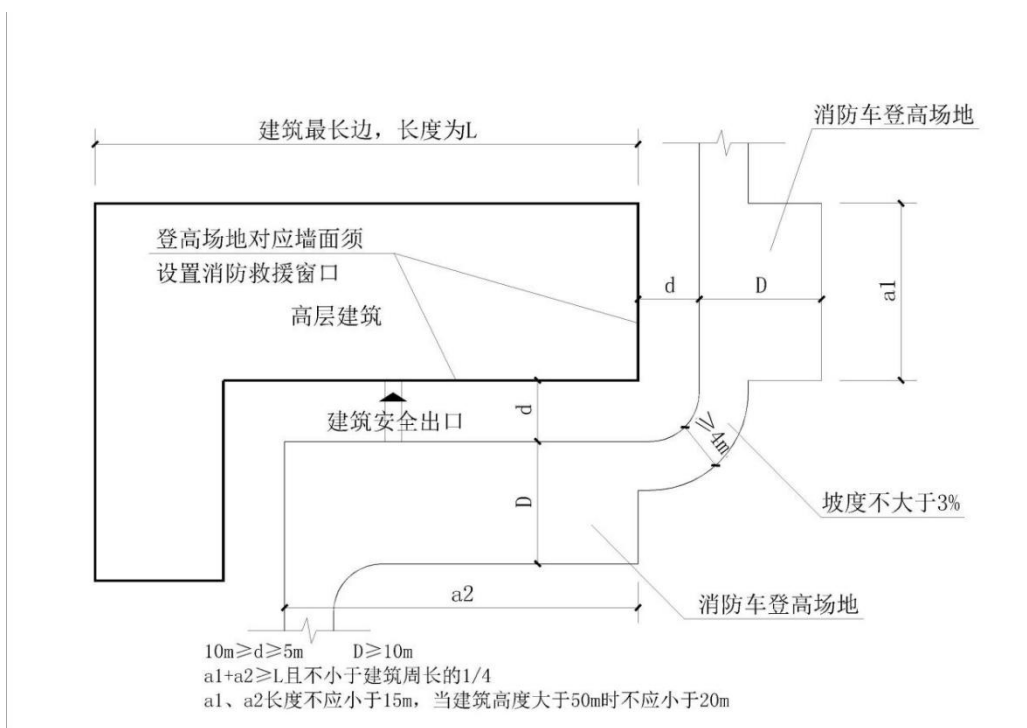 消防车登高场地
建筑最长边，长度为L
登高场地对应墙面须
设置消防救援窗口
高层建筑
d
D
a1
d
建筑安全出口
≥4m
D
坡度不大于3%
a2
消防车登高场地
10m≥d≥5m D≥10m
a1+a2≥L且不小于建筑周长的1/4
a1、a2长度不应小于15m，当建筑高度大于50m时不应小于20m